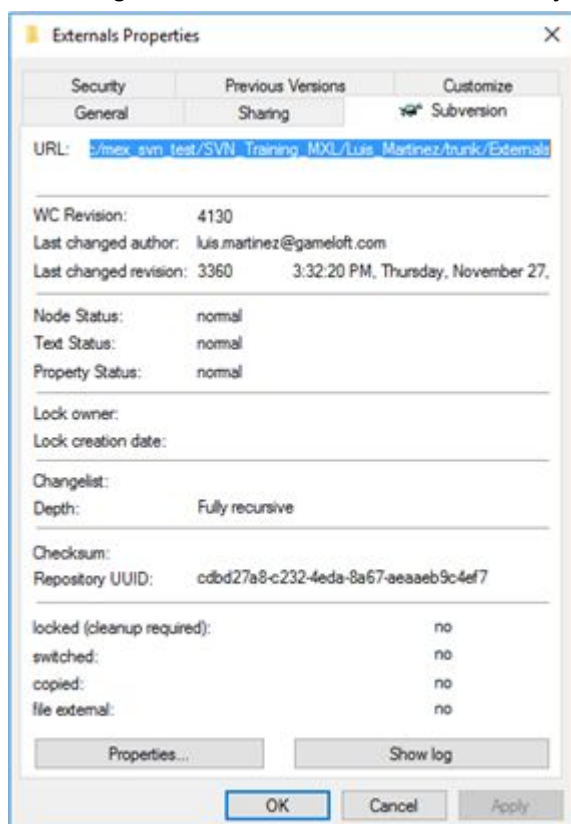 Externals Properties
Security Previous Versions Customize
General Sharing Subversion
URL: c/mex_svn_test/SVN_Training_MXL/Luis_Martinez/trunk/Externals
WC Revision: 4130
Last changed author: luis.martinez@gameloft.com
Last changed revision: 3360 3:32:20 PM, Thursday, November 27,
Node Status: normal
Text Status: normal
Property Status: normal
Lock owner:
Lock creation date:
Changelist:
Depth: Fully recursive
Checksum:
Repository UUID: cdbd27a8-c232-4eda-8a67-aeaaeb9c4ef7
locked (cleanup required): no
switched: no
copied: no
file external: no
Properties... Show log
OK Cancel Apply